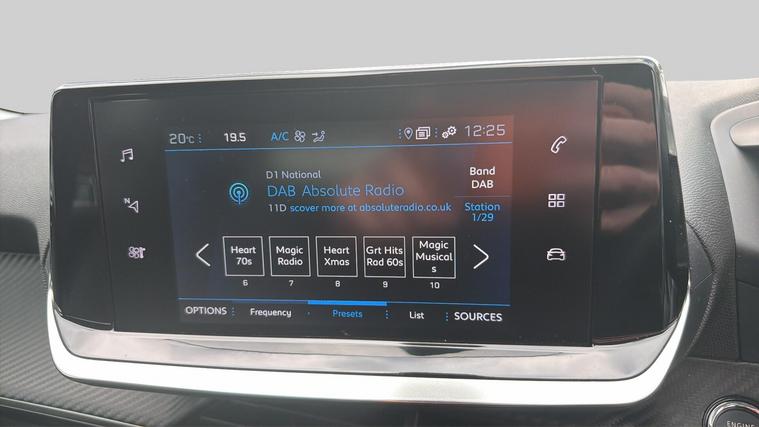 20°C 19.5 A/C 12:25
D1 National
DAB Absolute Radio
11D scover more at absoluteradio.co.uk
Band
DAB
Station
1/29
N
Heart
70s
6
Magic
Radio
7
Heart
Xmas
8
Grt Hits
Rad 60s
9
Magic
Musical
s
10
OPTIONS Frequency Presets List SOURCES
ENGINE